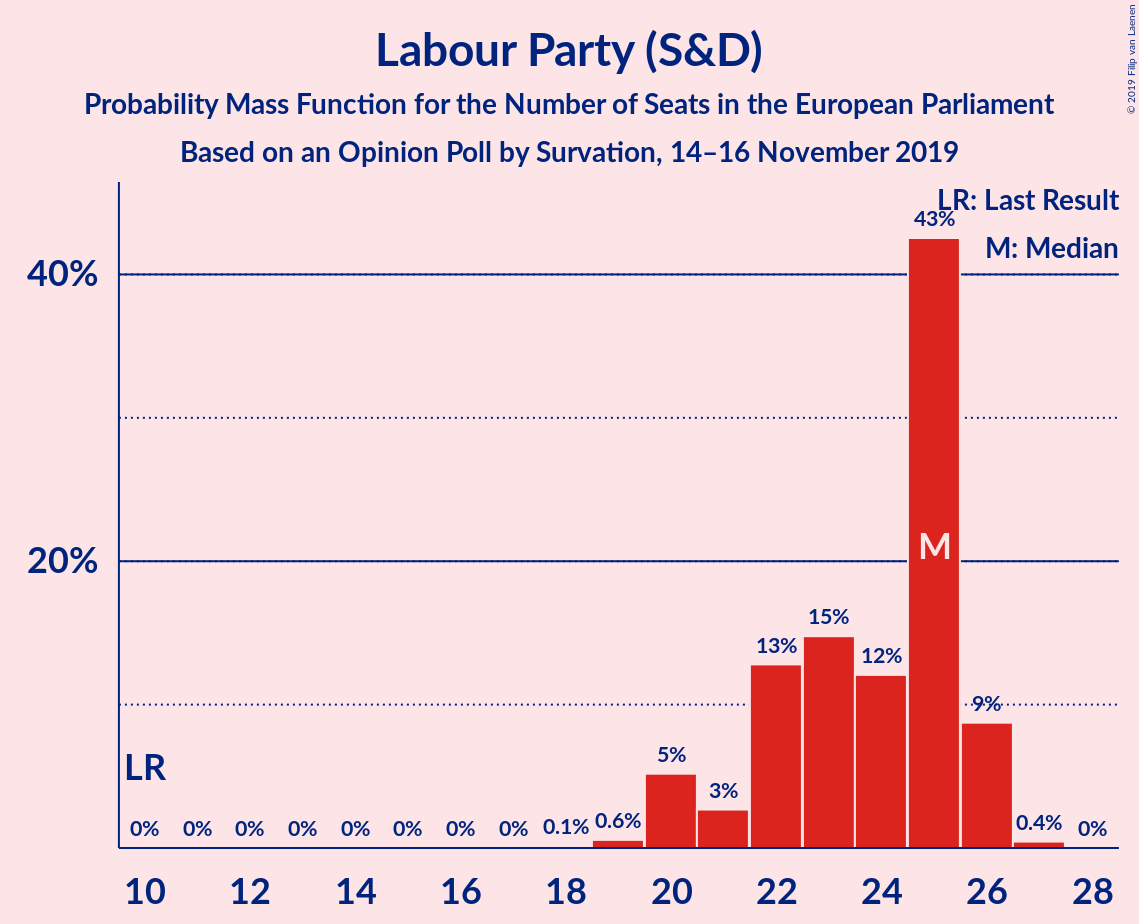 Labour Party (S&D)
Probability Mass Function for the Number of Seats in the European Parliament
Based on an Opinion Poll by Survation, 14–16 November 2019
© 2019 Filip van Laenen
LR: Last Result
M: Median
40%
20%
LR
M
0% 0% 0% 0% 0% 0% 0% 0% 0.1% 0.6% 5% 3% 13% 15% 12% 43% 9% 0.4% 0%
10 12 14 16 18 20 22 24 26 28